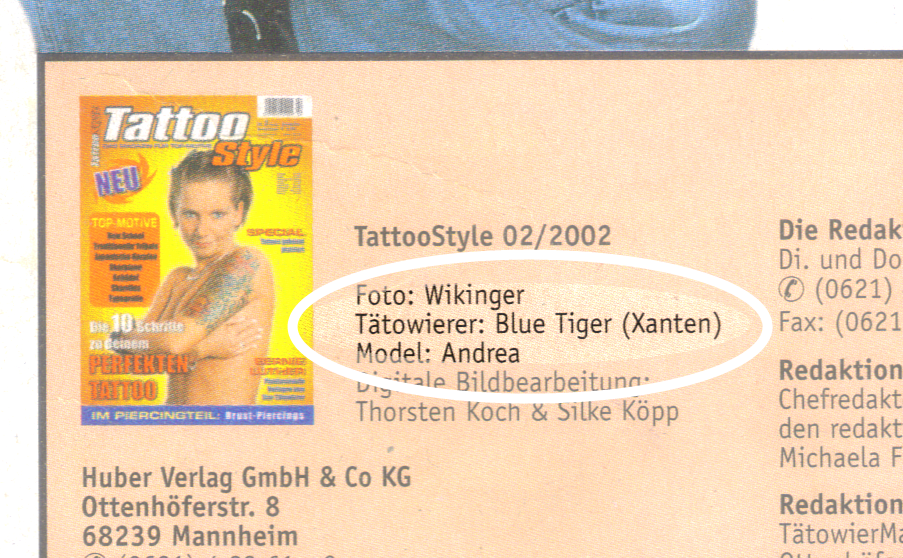 Tattoo
Style
NEU
TOP-MOTIVE
SPECIAL
Die 10 Schritte
zu deinem
PERFEKTEN
TATTOO
IM PIERCINGTEIL: Brust-Piercings
TattooStyle 02/2002
Foto: Wikinger
Tätowierer: Blue Tiger (Xanten)
Model: Andrea
Digitale Bildbearbeitung:
Thorsten Koch & Silke Köpp
Huber Verlag GmbH & Co KG
Ottenhöferstr. 8
68239 Mannheim
Die Redakt
Di. und Do
✆ (0621)
Fax: (0621
Redaktion
Chefredakt
den redakt
Michaela F
Redaktion
TätowierMa